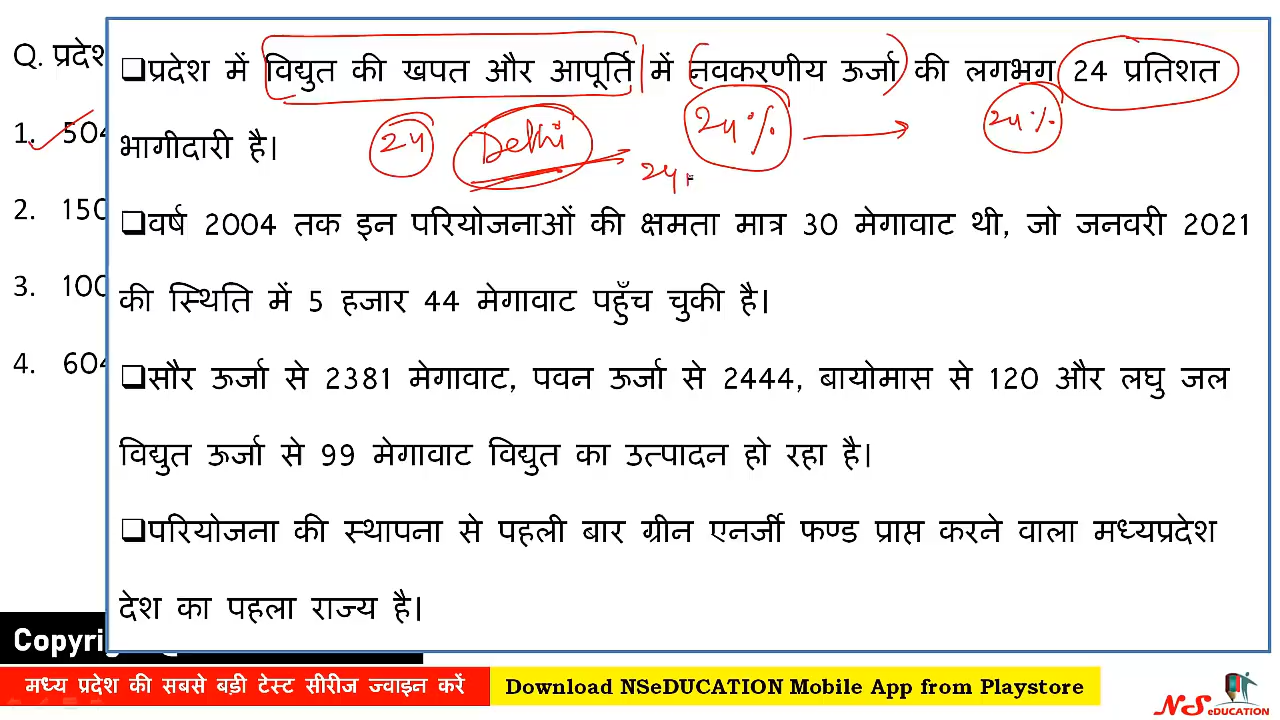 Q. प्रदेश
❑प्रदेश में विद्युत की खपत और आपूर्ति में नवकरणीय ऊर्जा की लगभग 24 प्रतिशत
24 Delhi 24% 24%
1. 504
भागीदारी है।
24
2. 150
❑वर्ष 2004 तक इन परियोजनाओं की क्षमता मात्र 30 मेगावाट थी, जो जनवरी 2021
3. 100
की स्थिति में 5 हजार 44 मेगावाट पहुँच चुकी है।
4. 604
❑सौर ऊर्जा से 2381 मेगावाट, पवन ऊर्जा से 2444, बायोमास से 120 और लघु जल
विद्युत ऊर्जा से 99 मेगावाट विद्युत का उत्पादन हो रहा है।
❑परियोजना की स्थापना से पहली बार ग्रीन एनर्जी फण्ड प्राप्त करने वाला मध्यप्रदेश
देश का पहला राज्य है।
मध्य प्रदेश की सबसे बड़ी टेस्ट सीरीज ज्वाइन करें
Download NSeDUCATION Mobile App from Playstore
NS eDUCATION